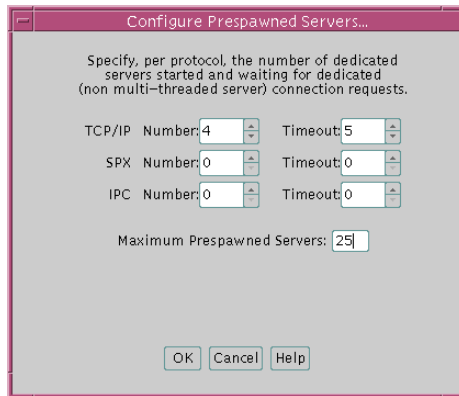 Configure Prespawned Servers...
Specify, per protocol, the number of dedicated
servers started and waiting for dedicated
(non multi-threaded server) connection requests.
TCP/IP Number: 4 Timeout: 5
SPX Number: 0 Timeout: 0
IPC Number: 0 Timeout: 0
Maximum Prespawned Servers: 25
OK Cancel Help